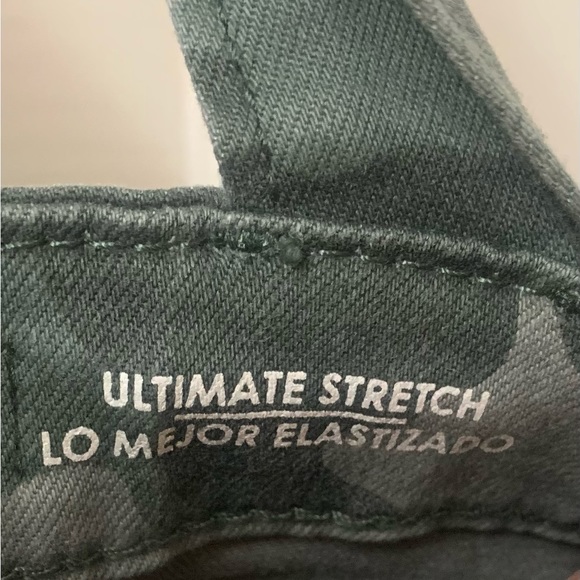 ULTIMATE STRETCH
LO MEJOR ELASTIZADO